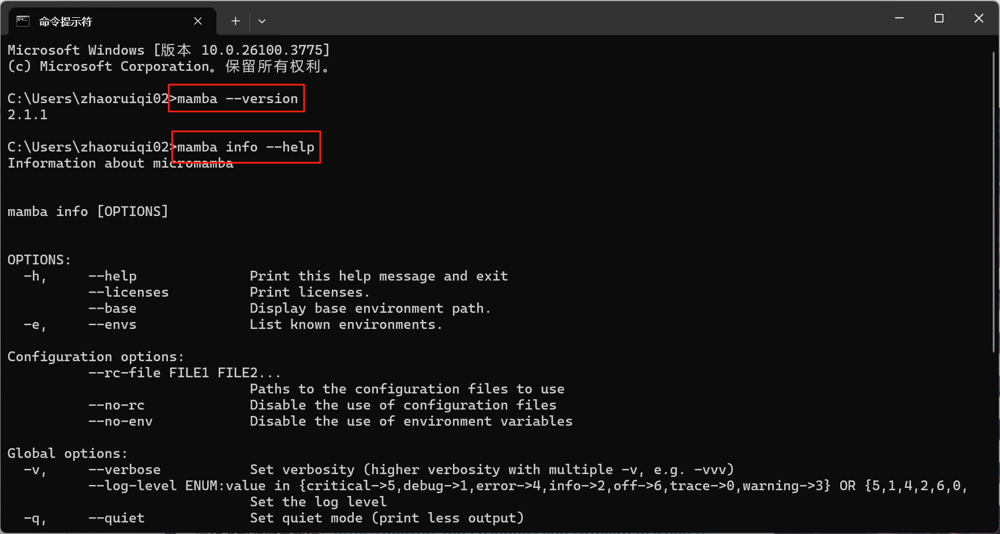 命令提示符
Microsoft Windows [版本 10.0.26100.3775]
(c) Microsoft Corporation。保留所有权利。
C:\Users\zhaoruiqi02>mamba --version
2.1.1
C:\Users\zhaoruiqi02>mamba info --help
Information about micromamba
mamba info [OPTIONS]
OPTIONS:
-h, --help Print this help message and exit
--licenses Print licenses.
--base Display base environment path.
-e, --envs List known environments.
Configuration options:
--rc-file FILE1 FILE2...
Paths to the configuration files to use
--no-rc Disable the use of configuration files
--no-env Disable the use of environment variables
Global options:
-v, --verbose Set verbosity (higher verbosity with multiple -v, e.g. -vvv)
--log-level ENUM:value in {critical->5,debug->1,error->4,info->2,off->6,trace->0,warning->3} OR {5,1,4,2,6,0,
Set the log level
-q, --quiet Set quiet mode (print less output)